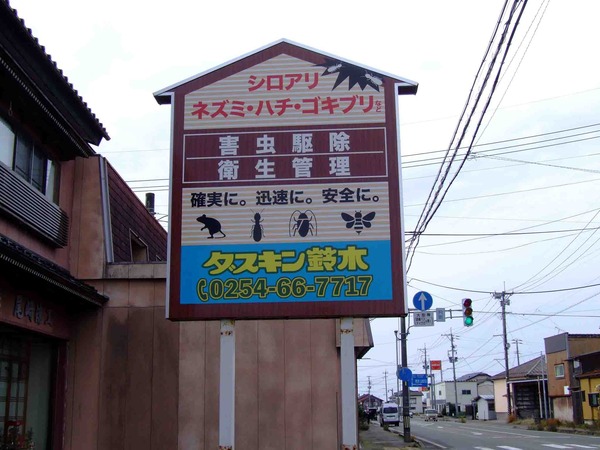 シロアリ
ネズミ・ハチ・ゴキブリなど
害虫駆除
衛生管理
確実に。迅速に。安全に。
ダスキン鈴木
0254-66-7717